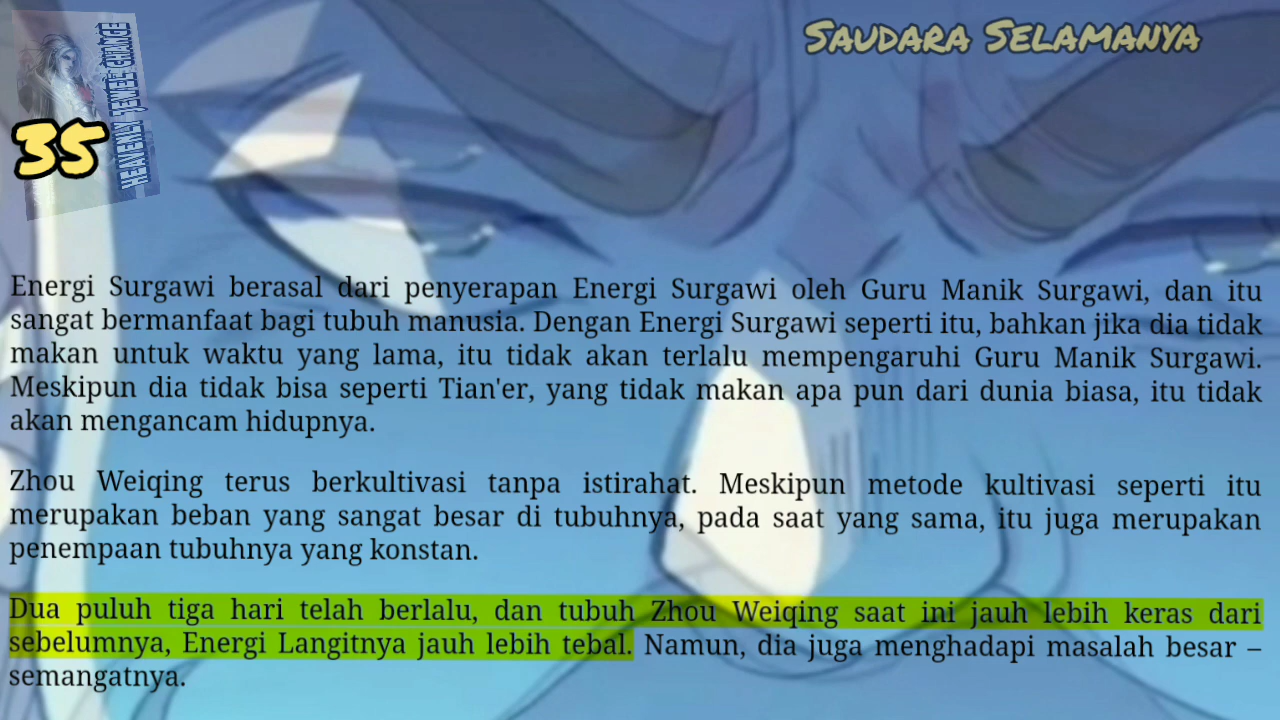 Saudara Selamanya
HEAVENLY JEWEL CHANGE
35
Energi Surgawi berasal dari penyerapan Energi Surgawi oleh Guru Manik Surgawi, dan itu
sangat bermanfaat bagi tubuh manusia. Dengan Energi Surgawi seperti itu, bahkan jika dia tidak
makan untuk waktu yang lama, itu tidak akan terlalu mempengaruhi Guru Manik Surgawi.
Meskipun dia tidak bisa seperti Tian'er, yang tidak makan apa pun dari dunia biasa, itu tidak
akan mengancam hidupnya.
Zhou Weiqing terus berkultivasi tanpa istirahat. Meskipun metode kultivasi seperti itu
merupakan beban yang sangat besar di tubuhnya, pada saat yang sama, itu juga merupakan
penempaan tubuhnya yang konstan.
Dua puluh tiga hari telah berlalu, dan tubuh Zhou Weiqing saat ini jauh lebih keras dari
sebelumnya, Energi Langitnya jauh lebih tebal. Namun, dia juga menghadapi masalah besar –
semangatnya.